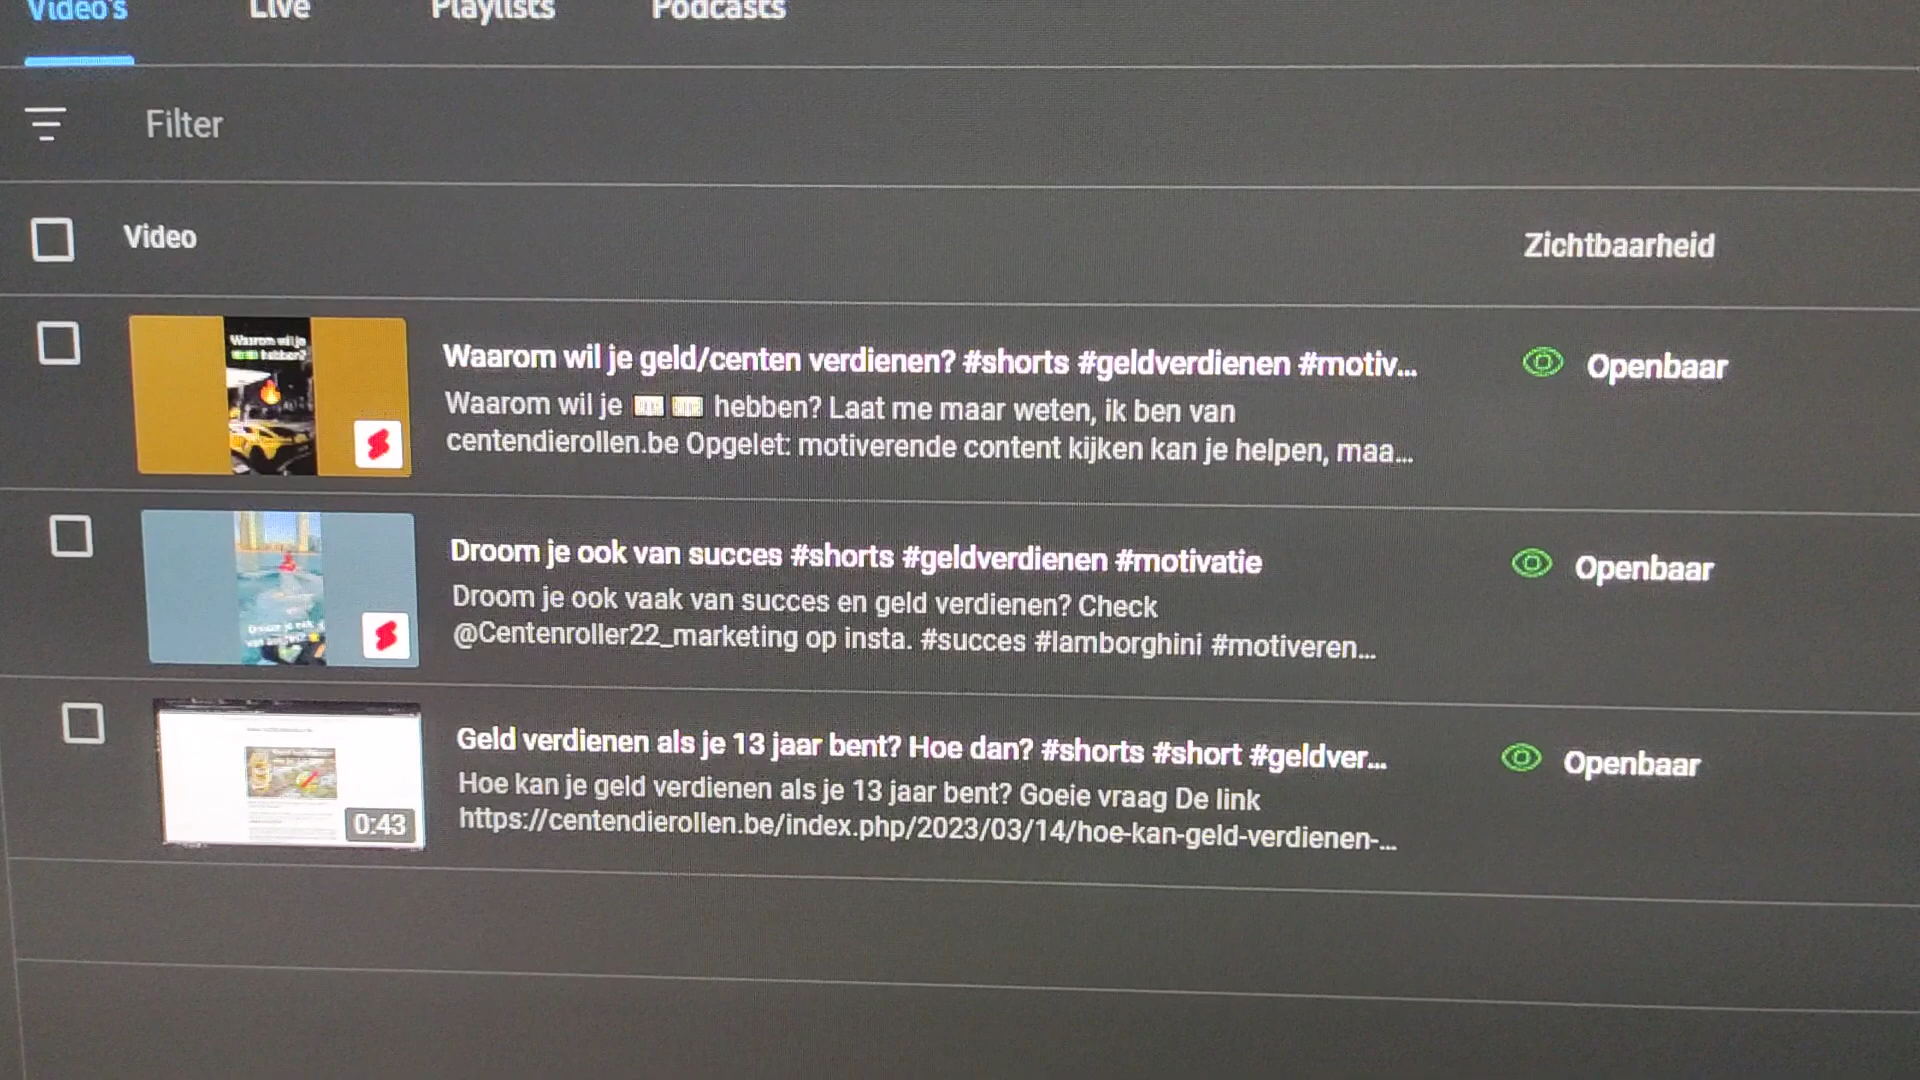 Video's Live Playlists Podcasts
Filter
Video Zichtbaarheid
Waarom wil je
hebben?
Waarom wil je geld/centen verdienen? #shorts #geldverdienen #motiv...
Openbaar
Waarom wil je 💵 💵 hebben? Laat me maar weten, ik ben van
centendierollen.be Opgelet: motiverende content kijken kan je helpen, maa...
Droom je ook van succes #shorts #geldverdienen #motivatie
Openbaar
Droom je ook vaak van succes en geld verdienen? Check
@Centenroller22_marketing op insta. #succes #lamborghini #motiveren...
0:43
Geld verdienen als je 13 jaar bent? Hoe dan? #shorts #short #geldver...
Openbaar
Hoe kan je geld verdienen als je 13 jaar bent? Goeie vraag De link
https://centendierollen.be/index.php/2023/03/14/hoe-kan-geld-verdienen-...